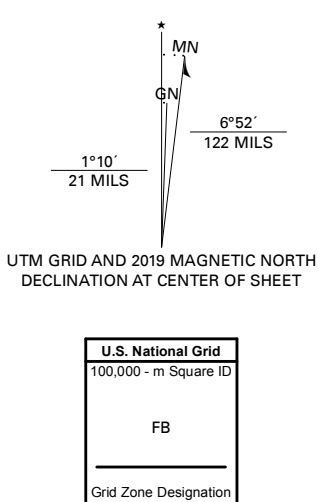 ★
MN
GN
6°52´
122 MILS
1°10´
21 MILS
UTM GRID AND 2019 MAGNETIC NORTH
DECLINATION AT CENTER OF SHEET
U.S. National Grid
100,000 - m Square ID
FB
Grid Zone Designation